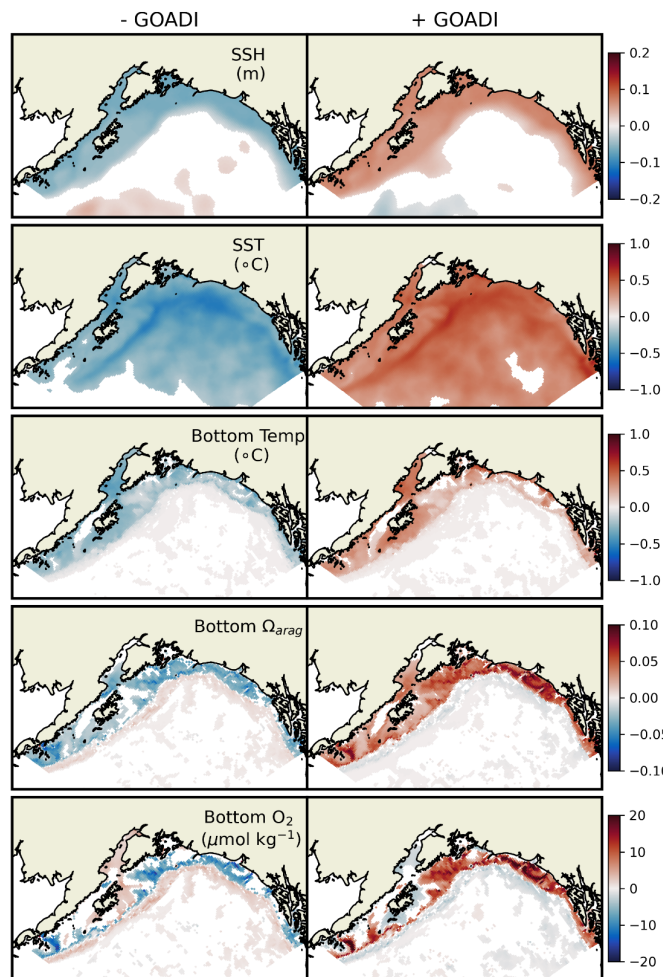 - GOADI
+ GOADI
SSH
(m)
0.2
0.1
0.0
−0.1
−0.2
SST
(∘C)
1.0
0.5
0.0
−0.5
−1.0
Bottom Temp
(∘C)
1.0
0.5
0.0
−0.5
−1.0
Bottom Ωarag
0.10
0.05
0.00
−0.05
−0.10
Bottom O2
(μmol kg−1)
20
10
0
−10
−20